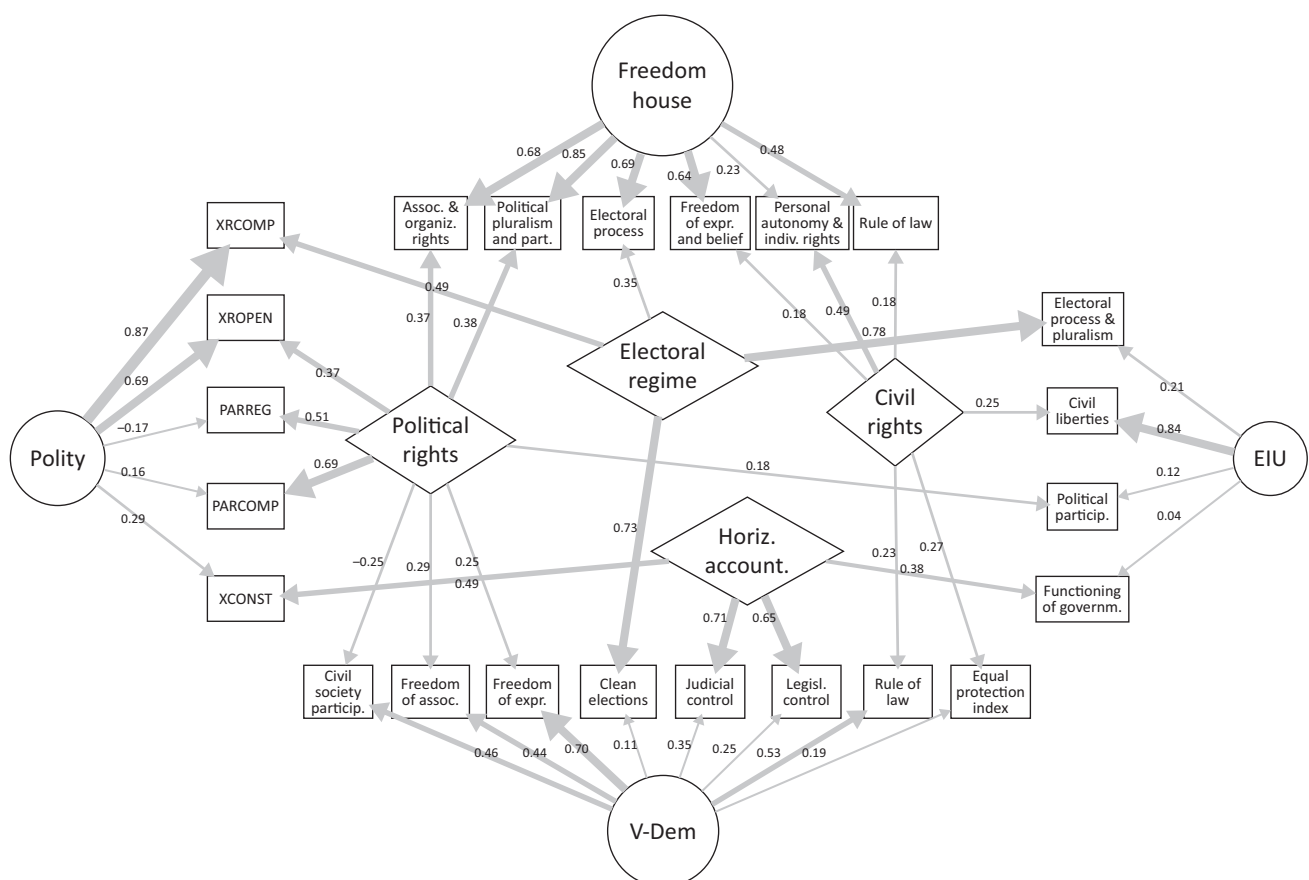 Freedom
house
0.68
0.85
0.69
0.64
0.23
0.48
Assoc. &
organiz.
rights
Political
pluralism
and part.
Electoral
process
Freedom
of expr.
and belief
Personal
autonomy &
indiv. rights
Rule of law
XRCOMP
XROPEN
PARREG
PARCOMP
XCONST
Polity
0.87
0.69
–0.17
0.16
0.29
0.49
0.37
0.38
0.35
0.18
0.49
0.18
0.78
0.37
0.51
0.69
Political
rights
Electoral
regime
Civil
rights
Horiz.
account.
Electoral
process &
pluralism
Civil
liberties
Political
particip.
Functioning
of governm.
EIU
0.21
0.84
0.12
0.04
0.25
0.18
0.73
–0.25
0.29
0.25
0.49
0.71
0.65
0.23
0.38
0.27
Civil
society
particip.
Freedom
of assoc.
Freedom
of expr.
Clean
elections
Judicial
control
Legisl.
control
Rule of
law
Equal
protection
index
0.46
0.44
0.70
0.11
0.35
0.25
0.53
0.19
V-Dem